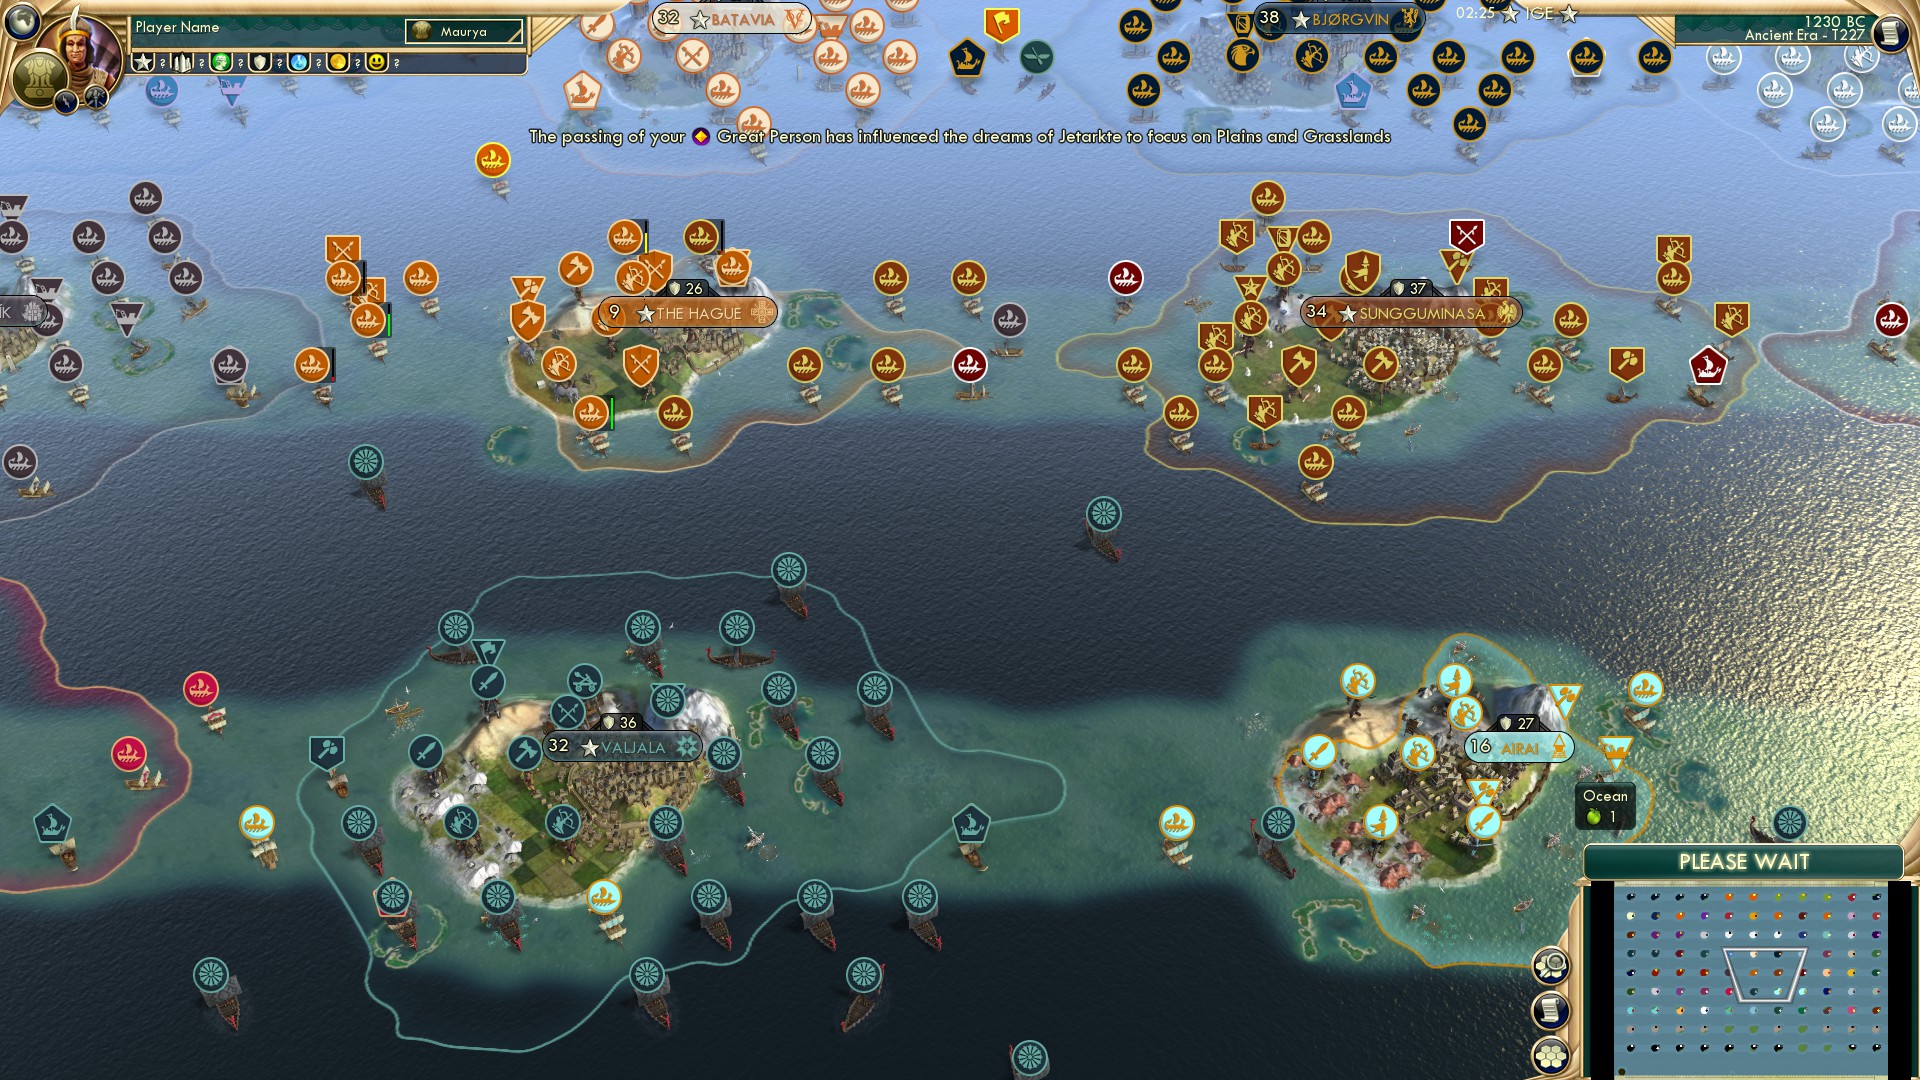 Player Name
Maurya
? ? ? ? ? ? ?
32 BATAVIA
38 BJØRGVIN
02:25 IGE
1230 BC
Ancient Era - T227
The passing of your Great Person has influenced the dreams of Jetarkte to focus on Plains and Grasslands
26
9 THE HAGUE
37
34 SUNGGUMINASA
36
32 VALJALA
27
16 AIRAI
Ocean
1
PLEASE WAIT